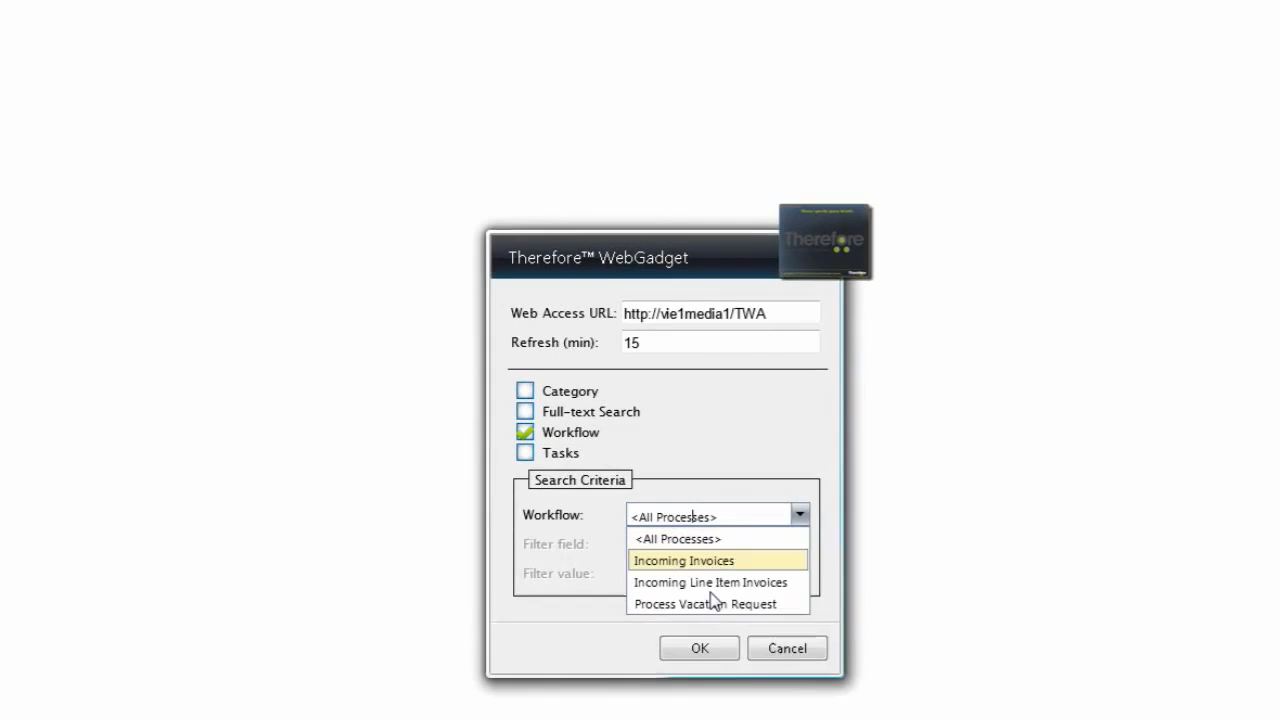 Therefore
Therefore™ WebGadget
Web Access URL: http://vie1media1/TWA
Refresh (min): 15
Category
Full-text Search
Workflow
Tasks
Search Criteria
Workflow: <All Processes>
<All Processes>
Filter field:
Incoming Invoices
Filter value:
Incoming Line Item Invoices
Process Vacation Request
OK Cancel